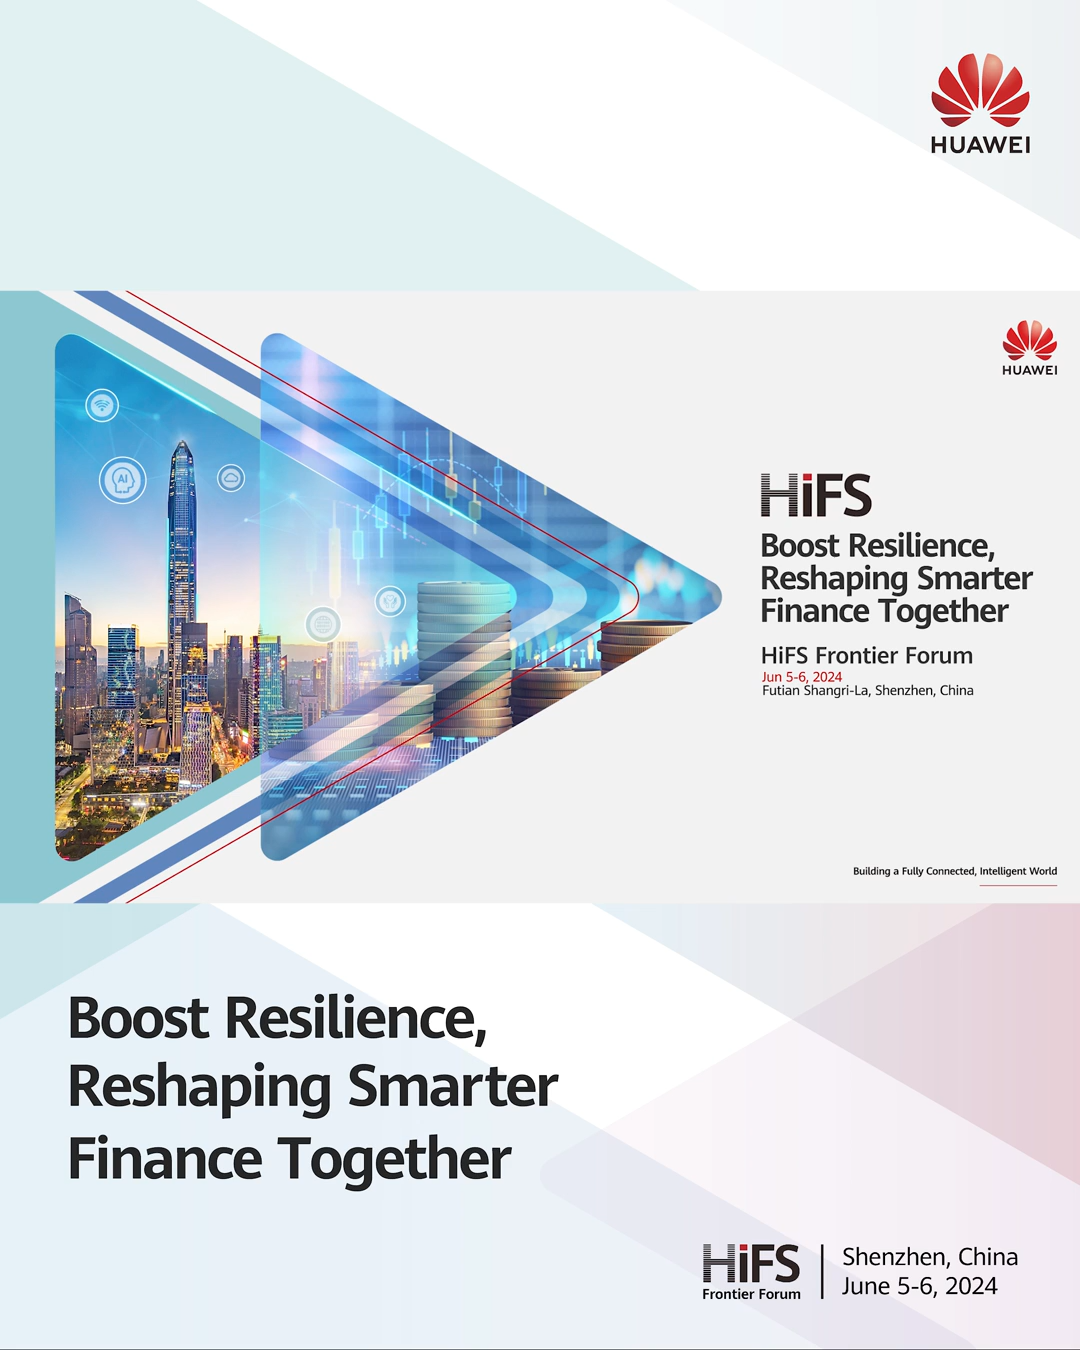 HUAWEI
HUAWEI
AI
HiFS
Boost Resilience,
Reshaping Smarter
Finance Together
HiFS Frontier Forum
Jun 5-6, 2024
Futian Shangri-La, Shenzhen, China
Building a Fully Connected, Intelligent World
Boost Resilience,
Reshaping Smarter
Finance Together
HiFS
Frontier Forum
Shenzhen, China
June 5-6, 2024